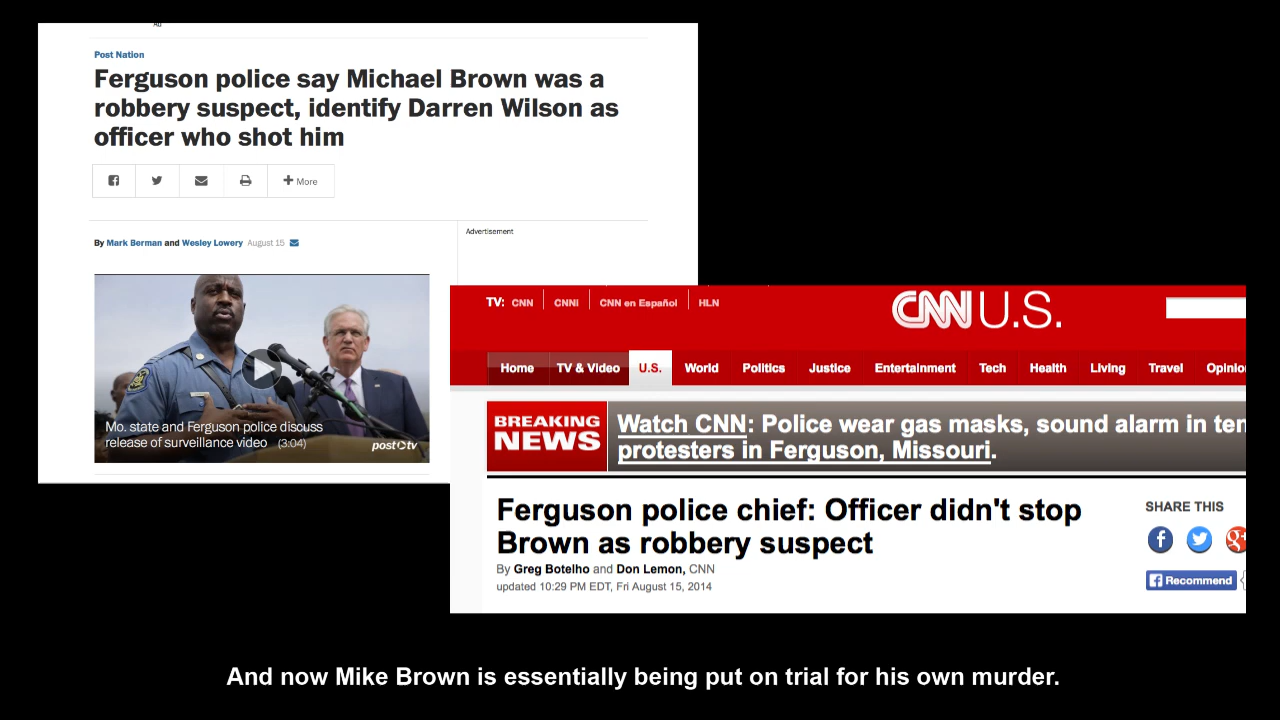 Post Nation
Ferguson police say Michael Brown was a
robbery suspect, identify Darren Wilson as
officer who shot him
+ More
By Mark Berman and Wesley Lowery August 15
Advertisement
Mo. state and Ferguson police discuss
release of surveillance video (3:04)
postTV
TV: CNN CNNi CNN en Español HLN
CNN U.S.
Home TV & Video U.S. World Politics Justice Entertainment Tech Health Living Travel Opinio
BREAKING
NEWS
Watch CNN: Police wear gas masks, sound alarm in ten
protesters in Ferguson, Missouri.
Ferguson police chief: Officer didn't stop
Brown as robbery suspect
By Greg Botelho and Don Lemon, CNN
updated 10:29 PM EDT, Fri August 15, 2014
SHARE THIS
Recommend
And now Mike Brown is essentially being put on trial for his own murder.